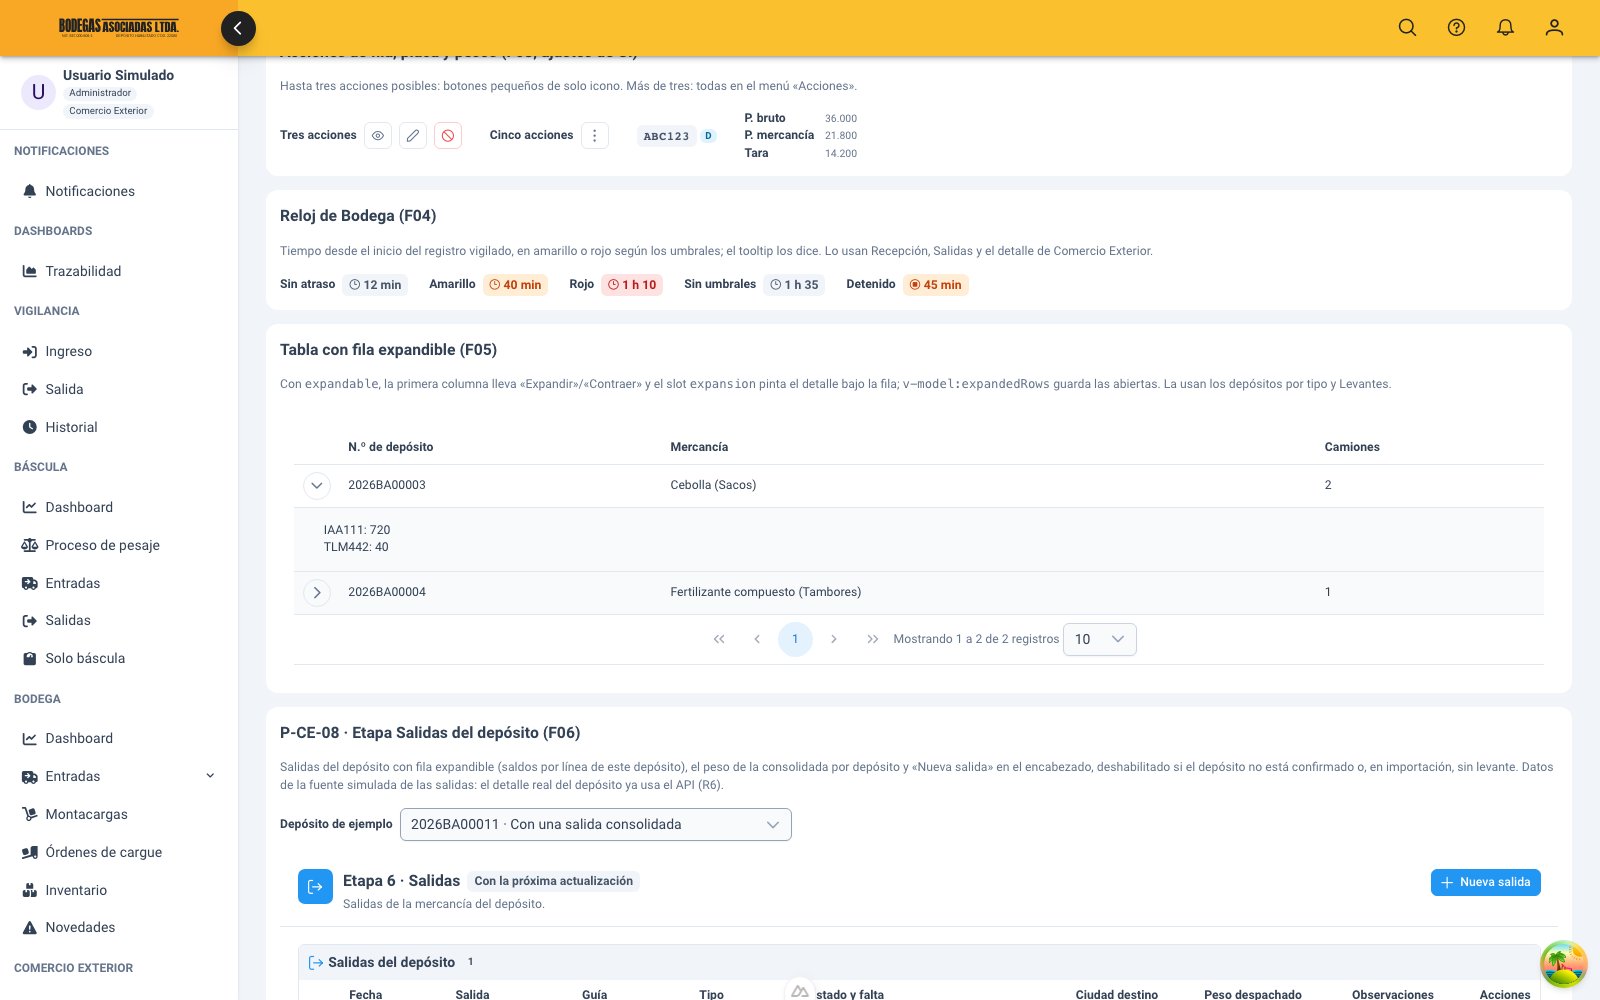 BODEGAS ASOCIADAS LTDA.
Usuario Simulado
U
Administrador
Comercio Exterior
NOTIFICACIONES
Notificaciones
DASHBOARDS
Trazabilidad
VIGILANCIA
Ingreso
Salida
Historial
BÁSCULA
Dashboard
Proceso de pesaje
Entradas
Salidas
Solo báscula
BODEGA
Dashboard
Entradas
Montacargas
Órdenes de cargue
Inventario
Novedades
COMERCIO EXTERIOR
Hasta tres acciones posibles: botones pequeños de solo icono. Más de tres: todas en el menú «Acciones».
Tres acciones
Cinco acciones
ABC123 D
P. bruto 36.000
P. mercancía 21.800
Tara 14.200
Reloj de Bodega (F04)
Tiempo desde el inicio del registro vigilado, en amarillo o rojo según los umbrales; el tooltip los dice. Lo usan Recepción, Salidas y el detalle de Comercio Exterior.
Sin atraso 12 min Amarillo 40 min Rojo 1 h 10 Sin umbrales 1 h 35 Detenido 45 min
Tabla con fila expandible (F05)
Con expandable, la primera columna lleva «Expandir»/«Contraer» y el slot expansion pinta el detalle bajo la fila; v-model:expandedRows guarda las abiertas. La usan los depósitos por tipo y Levantes.
N.º de depósito Mercancía Camiones
2026BA00003 Cebolla (Sacos) 2
IAA111: 720
TLM442: 40
2026BA00004 Fertilizante compuesto (Tambores) 1
1 Mostrando 1 a 2 de 2 registros 10
P-CE-08 · Etapa Salidas del depósito (F06)
Salidas del depósito con fila expandible (saldos por línea de este depósito), el peso de la consolidada por depósito y «Nueva salida» en el encabezado, deshabilitado si el depósito no está confirmado o, en importación, sin levante. Datos
de la fuente simulada de las salidas: el detalle real del depósito ya usa el API (R6).
Depósito de ejemplo 2026BA00011 · Con una salida consolidada
Etapa 6 · Salidas Con la próxima actualización
Salidas de la mercancía del depósito.
Nueva salida
Salidas del depósito 1
Fecha Salida Guía Tipo stado y falta Ciudad destino Peso despachado Observaciones Acciones